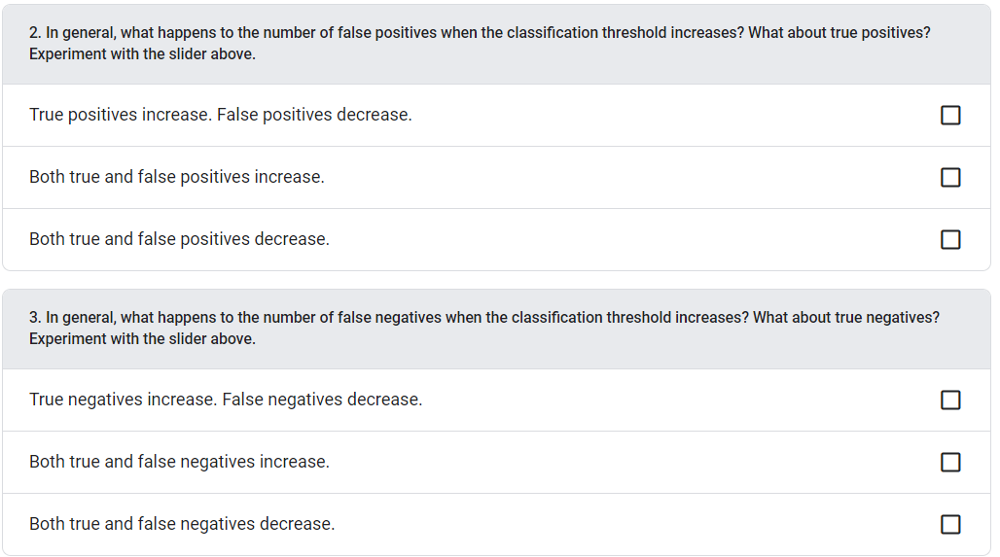 2. In general, what happens to the number of false positives when the classification threshold increases? What about true positives?
Experiment with the slider above.
True positives increase. False positives decrease.
Both true and false positives increase.
Both true and false positives decrease.
3. In general, what happens to the number of false negatives when the classification threshold increases? What about true negatives?
Experiment with the slider above.
True negatives increase. False negatives decrease.
Both true and false negatives increase.
Both true and false negatives decrease.